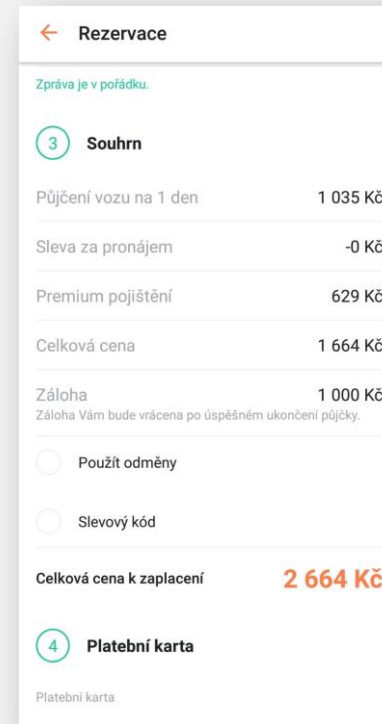 Rezervace
Zpráva je v pořádku.
3 Souhrn
Půjčení vozu na 1 den 1 035 Kč
Sleva za pronájem -0 Kč
Premium pojištění 629 Kč
Celková cena 1 664 Kč
Záloha 1 000 Kč
Záloha Vám bude vrácena po úspěšném ukončení půjčky.
Použít odměny
Slevový kód
Celková cena k zaplacení 2 664 Kč
4 Platební karta
Platební karta